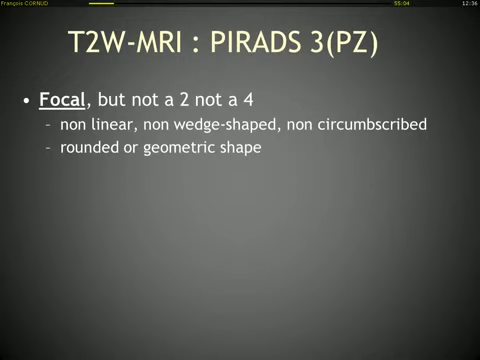 François CORNUD 55:04 12:36
T2W-MRI : PIRADS 3(PZ)
• Focal, but not a 2 not a 4
– non linear, non wedge-shaped, non circumbscribed
– rounded or geometric shape